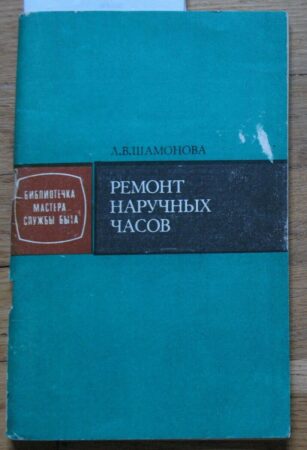 Л.В.ШАМОНОВА
БИБЛИОТЕЧКА
МАСТЕРА
СЛУЖБЫ БЫТА
РЕМОНТ
НАРУЧНЫХ
ЧАСОВ